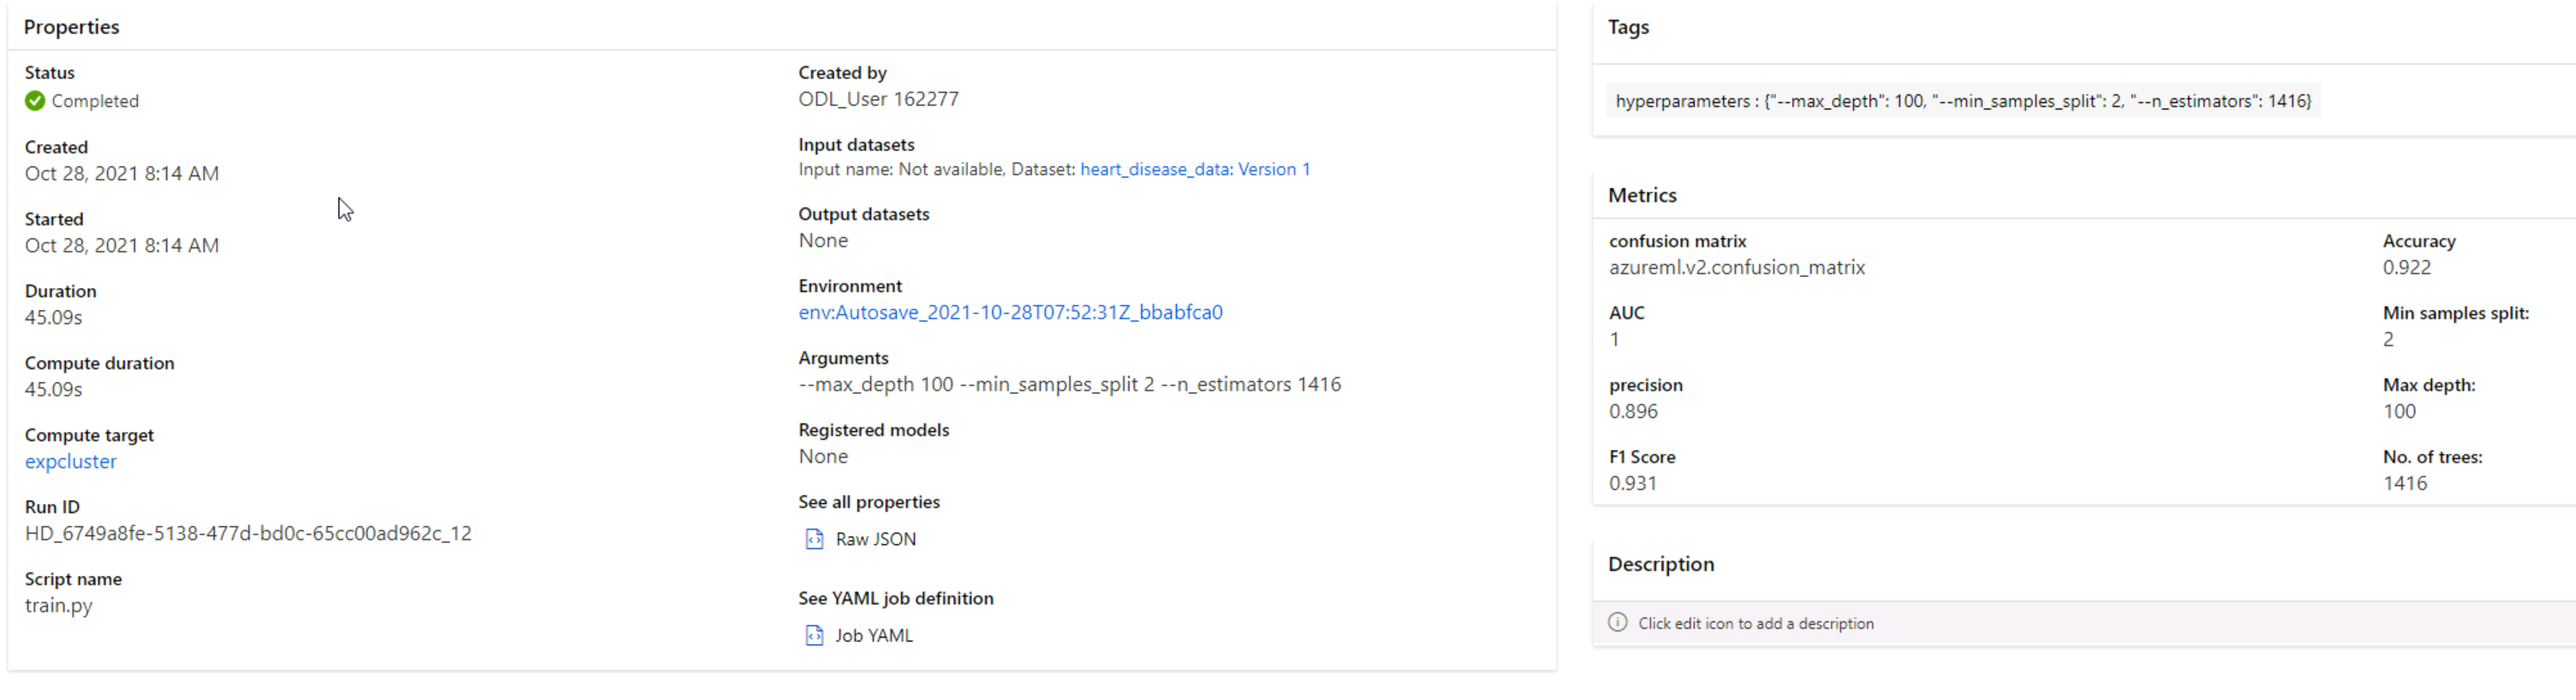 Properties
Status
Completed
Created
Oct 28, 2021 8:14 AM
Started
Oct 28, 2021 8:14 AM
Duration
45.09s
Compute duration
45.09s
Compute target
expcluster
Run ID
HD_6749a8fe-5138-477d-bd0c-65cc00ad962c_12
Script name
train.py
Created by
ODL_User 162277
Input datasets
Input name: Not available, Dataset: heart_disease_data: Version 1
Output datasets
None
Environment
env:Autosave_2021-10-28T07:52:31Z_bbabfca0
Arguments
--max_depth 100 --min_samples_split 2 --n_estimators 1416
Registered models
None
See all properties
Raw JSON
See YAML job definition
Job YAML
Tags
hyperparameters : {"--max_depth": 100, "--min_samples_split": 2, "--n_estimators": 1416}
Metrics
confusion matrix
azureml.v2.confusion_matrix
AUC
1
precision
0.896
F1 Score
0.931
Accuracy
0.922
Min samples split:
2
Max depth:
100
No. of trees:
1416
Description
Click edit icon to add a description